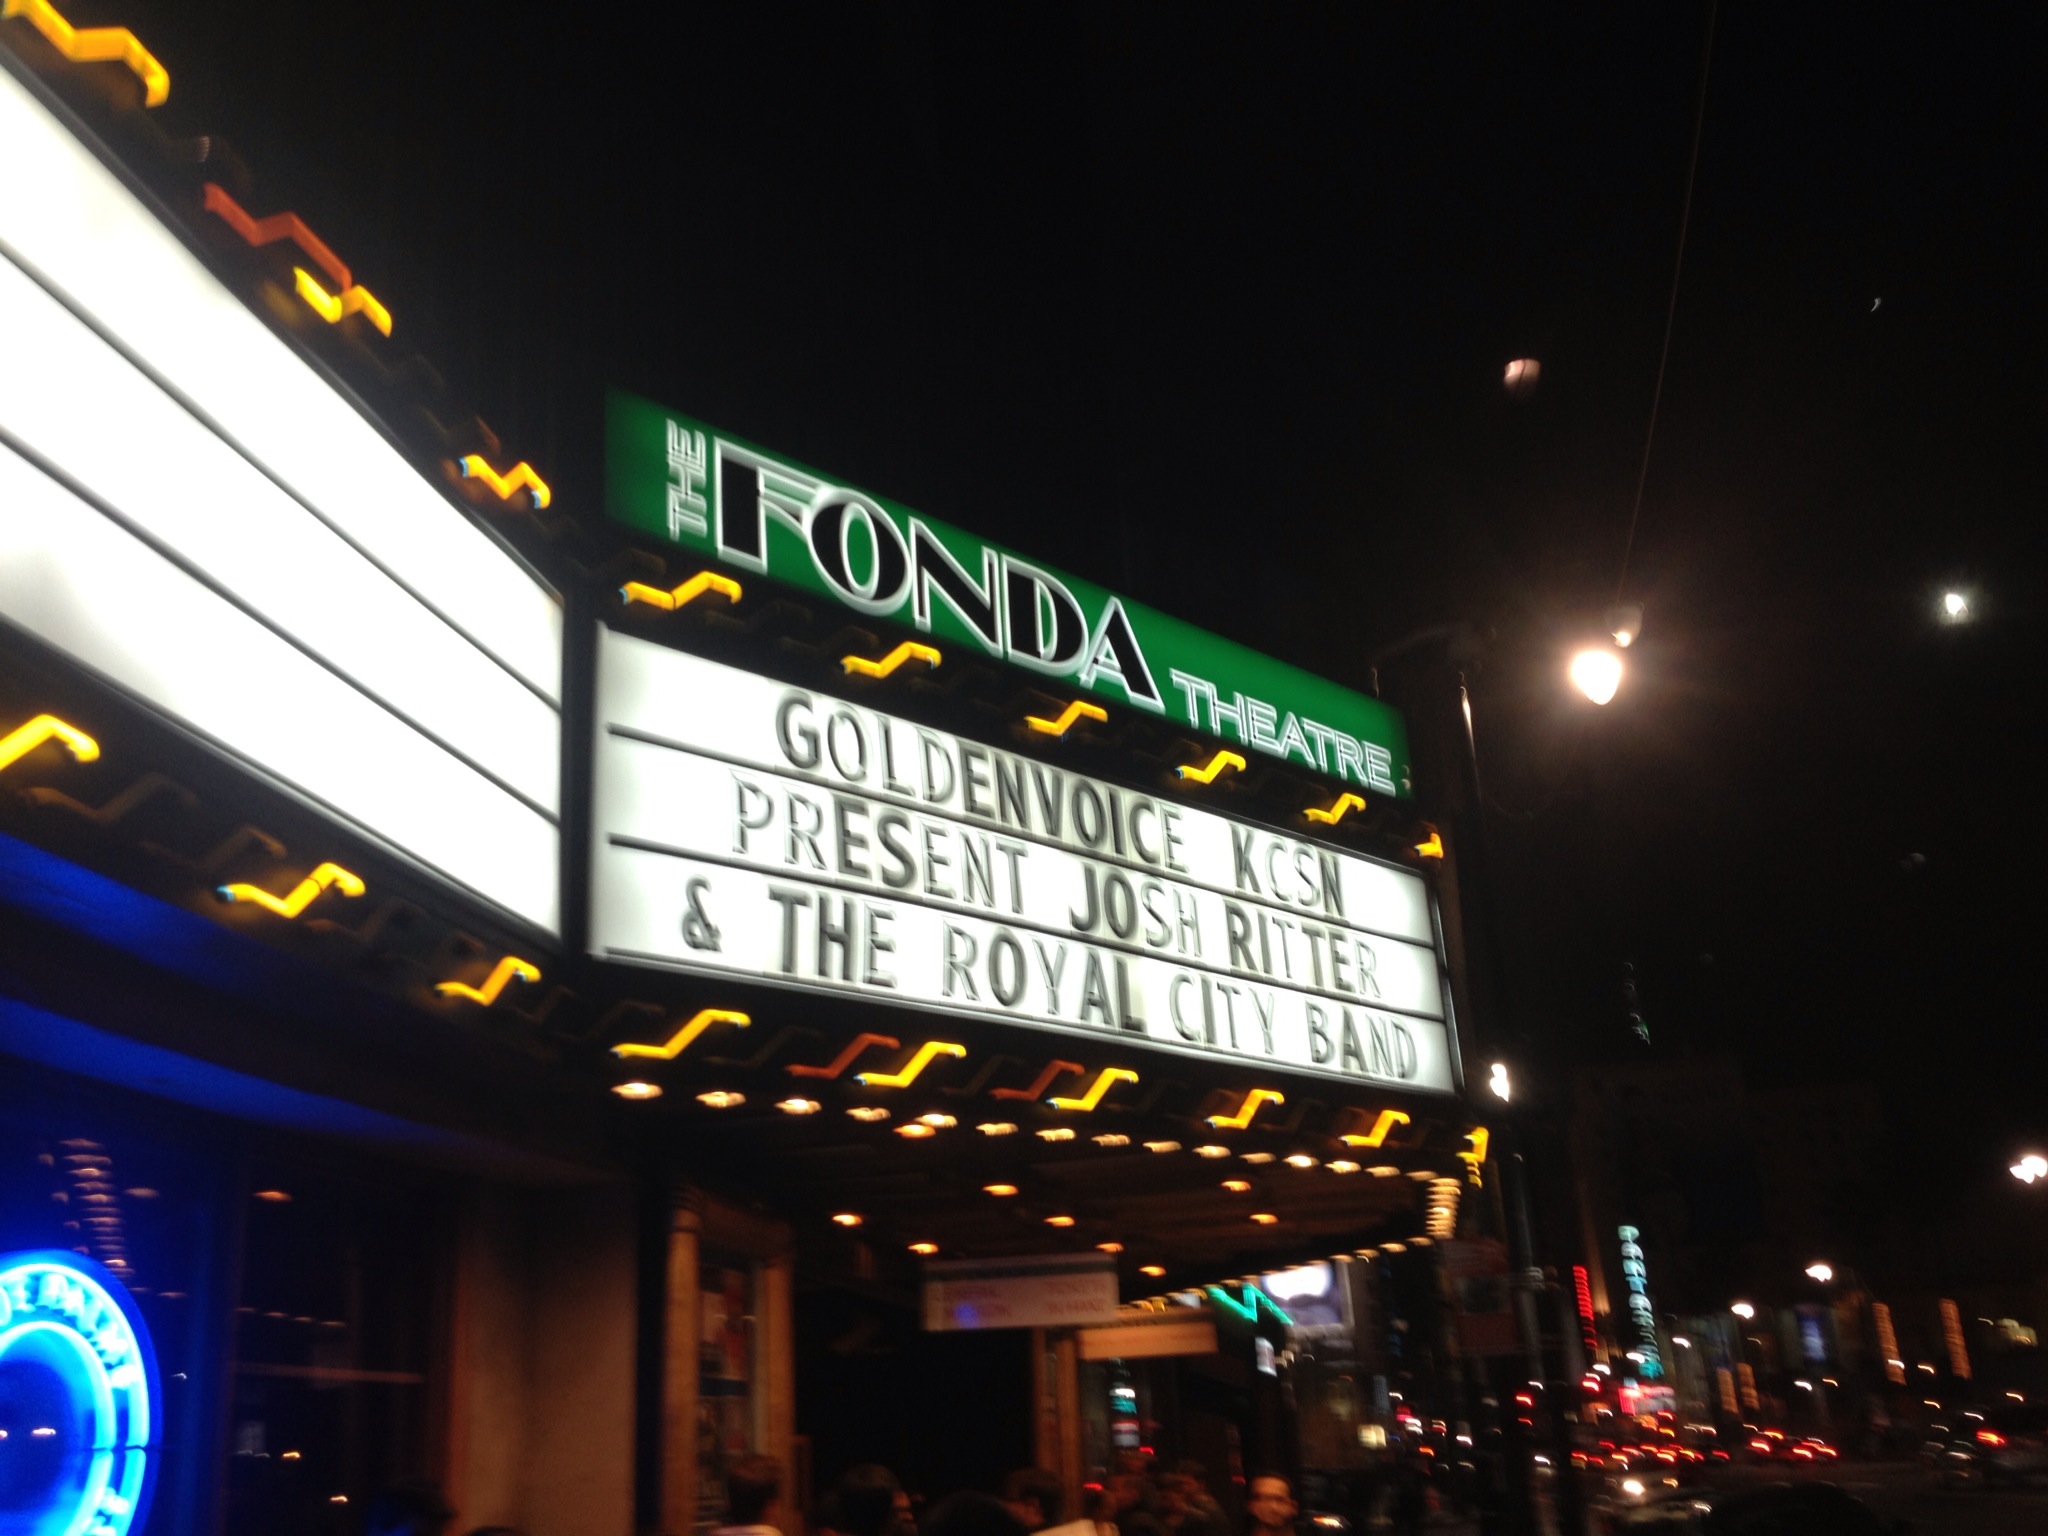 THE FONDA THEATRE
GOLDENVOICE KCSN
PRESENT JOSH RITTER
& THE ROYAL CITY BAND